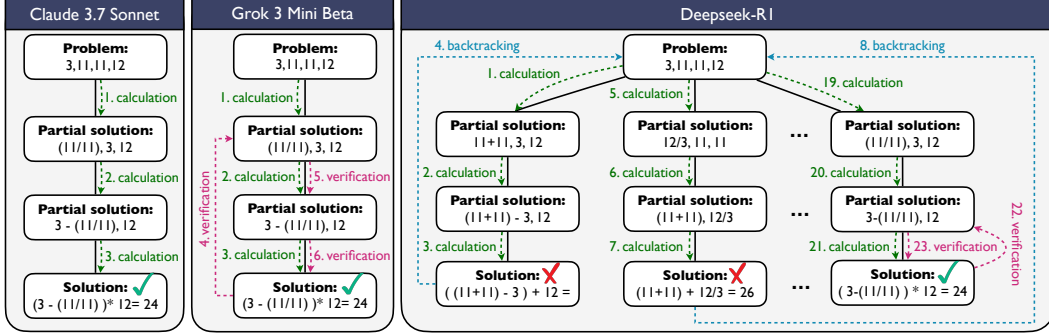 Claude 3.7 Sonnet
Problem:
3,11,11,12
1. calculation
Partial solution:
(11/11), 3, 12
2. calculation
Partial solution:
3 - (11/11), 12
3. calculation
Solution:
(3 - (11/11) )* 12= 24
Grok 3 Mini Beta
Problem:
3,11,11,12
1. calculation
Partial solution:
(11/11), 3, 12
2. calculation
5. verification
4. verification
Partial solution:
3 - (11/11), 12
3. calculation
6. verification
Solution:
(3 - (11/11) )* 12= 24
Deepseek-R1
4. backtracking
Problem:
3,11,11,12
8. backtracking
1. calculation
5. calculation
19. calculation
Partial solution:
11+11, 3, 12
Partial solution:
12/3, 11, 11
...
Partial solution:
(11/11), 3, 12
2. calculation
6. calculation
20. calculation
Partial solution:
(11+11) - 3, 12
Partial solution:
(11+11), 12/3
...
Partial solution:
3-(11/11), 12
3. calculation
7. calculation
21. calculation
23. verification
22. verification
Solution:
( (11+11) - 3 ) + 12 =
Solution:
(11+11) + 12/3 = 26
...
Solution:
( 3-(11/11) ) * 12 = 24